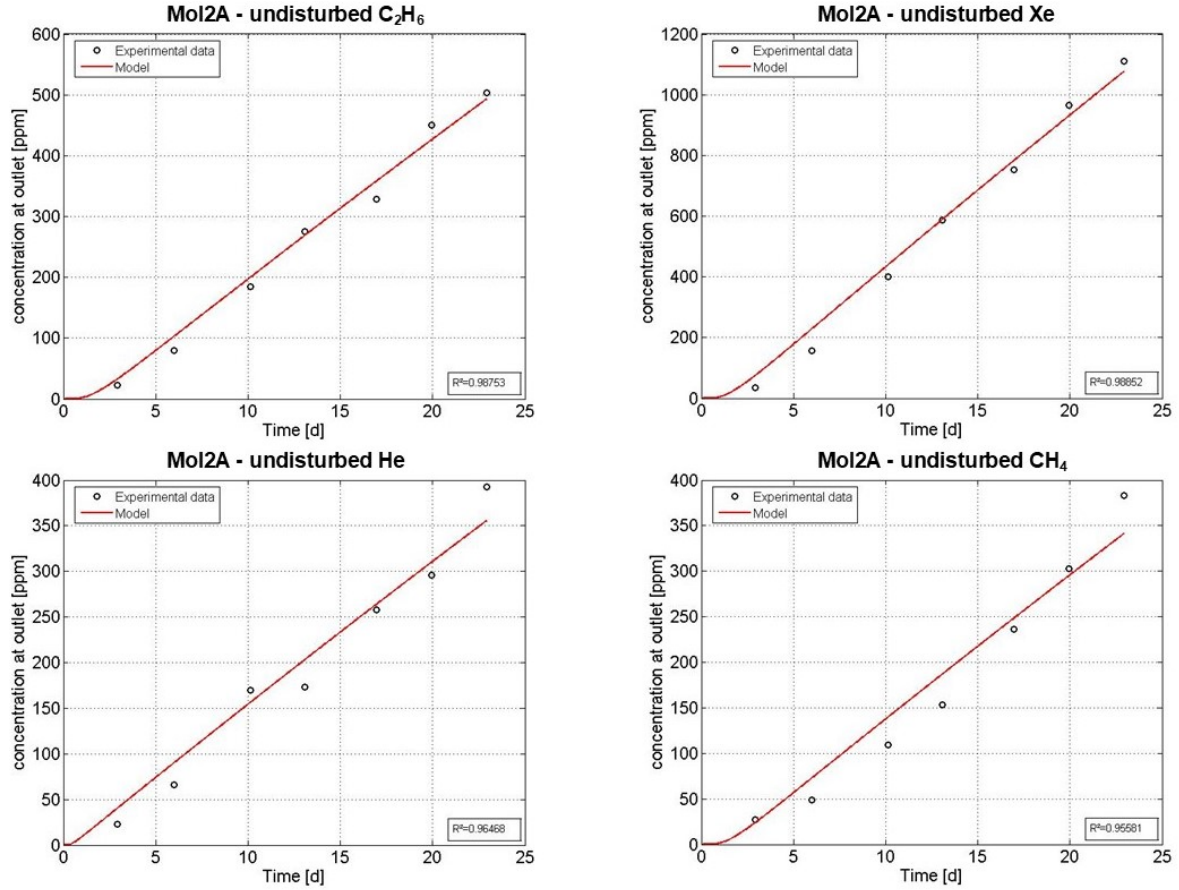 Mol2A - undisturbed C₂H₆
600
500
400
300
200
100
0
concentration at outlet [ppm]
Experimental data
Model
R²=0.98753
0 5 10 15 20 25
Time [d]
Mol2A - undisturbed Xe
1200
1000
800
600
400
200
0
concentration at outlet [ppm]
Experimental data
Model
R²=0.98852
0 5 10 15 20 25
Time [d]
Mol2A - undisturbed He
400
350
300
250
200
150
100
50
0
concentration at outlet [ppm]
Experimental data
Model
R²=0.96468
0 5 10 15 20 25
Time [d]
Mol2A - undisturbed CH₄
400
350
300
250
200
150
100
50
0
concentration at outlet [ppm]
Experimental data
Model
R²=0.95581
0 5 10 15 20 25
Time [d]